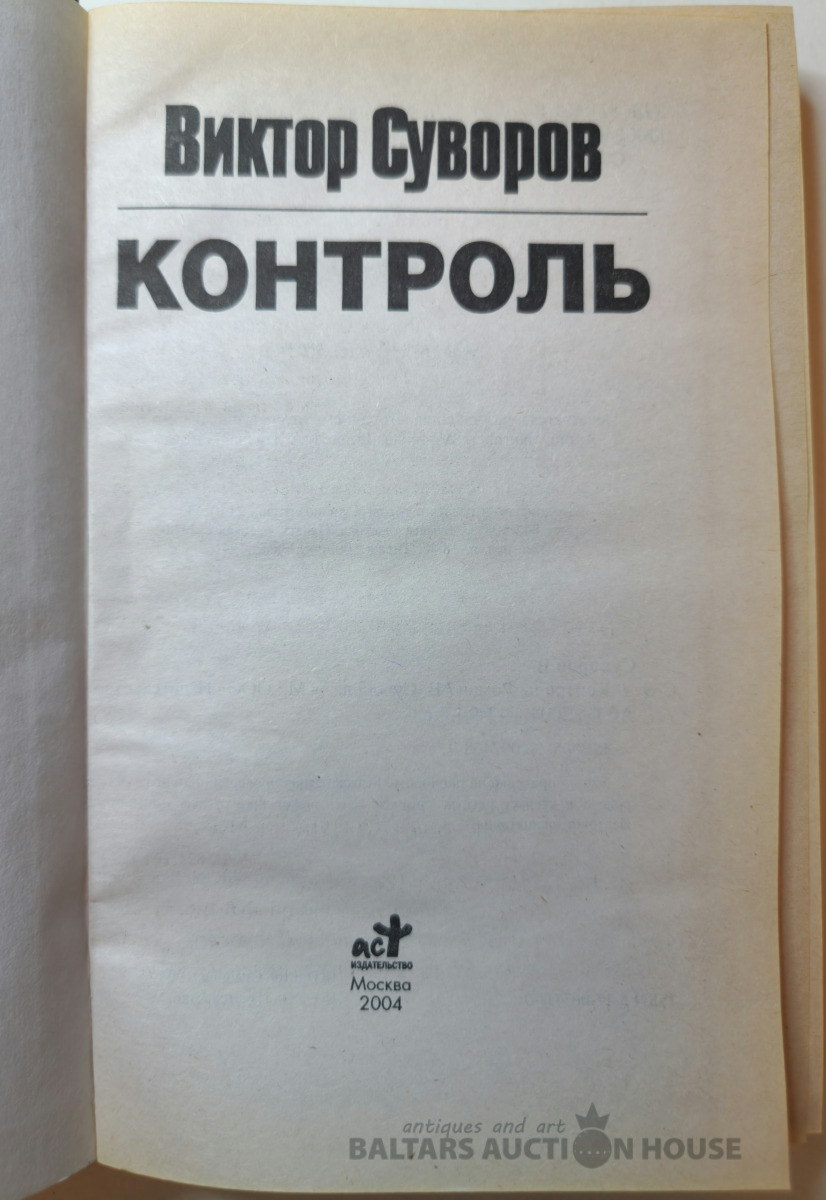 Виктор Суворов
КОНТРОЛЬ
аст
ИЗДАТЕЛЬСТВО
Москва
2004
antiques and art
BALTARS AUCTION HOUSE